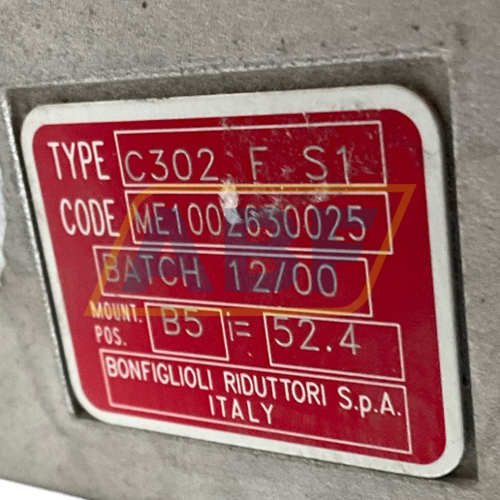 TYPE C302 F S1
CODE ME1002630025
BATCH 12/00
MOUNT. POS. B5 i= 52.4
BONFIGLIOLI RIDUTTORI S.p.A.
ITALY